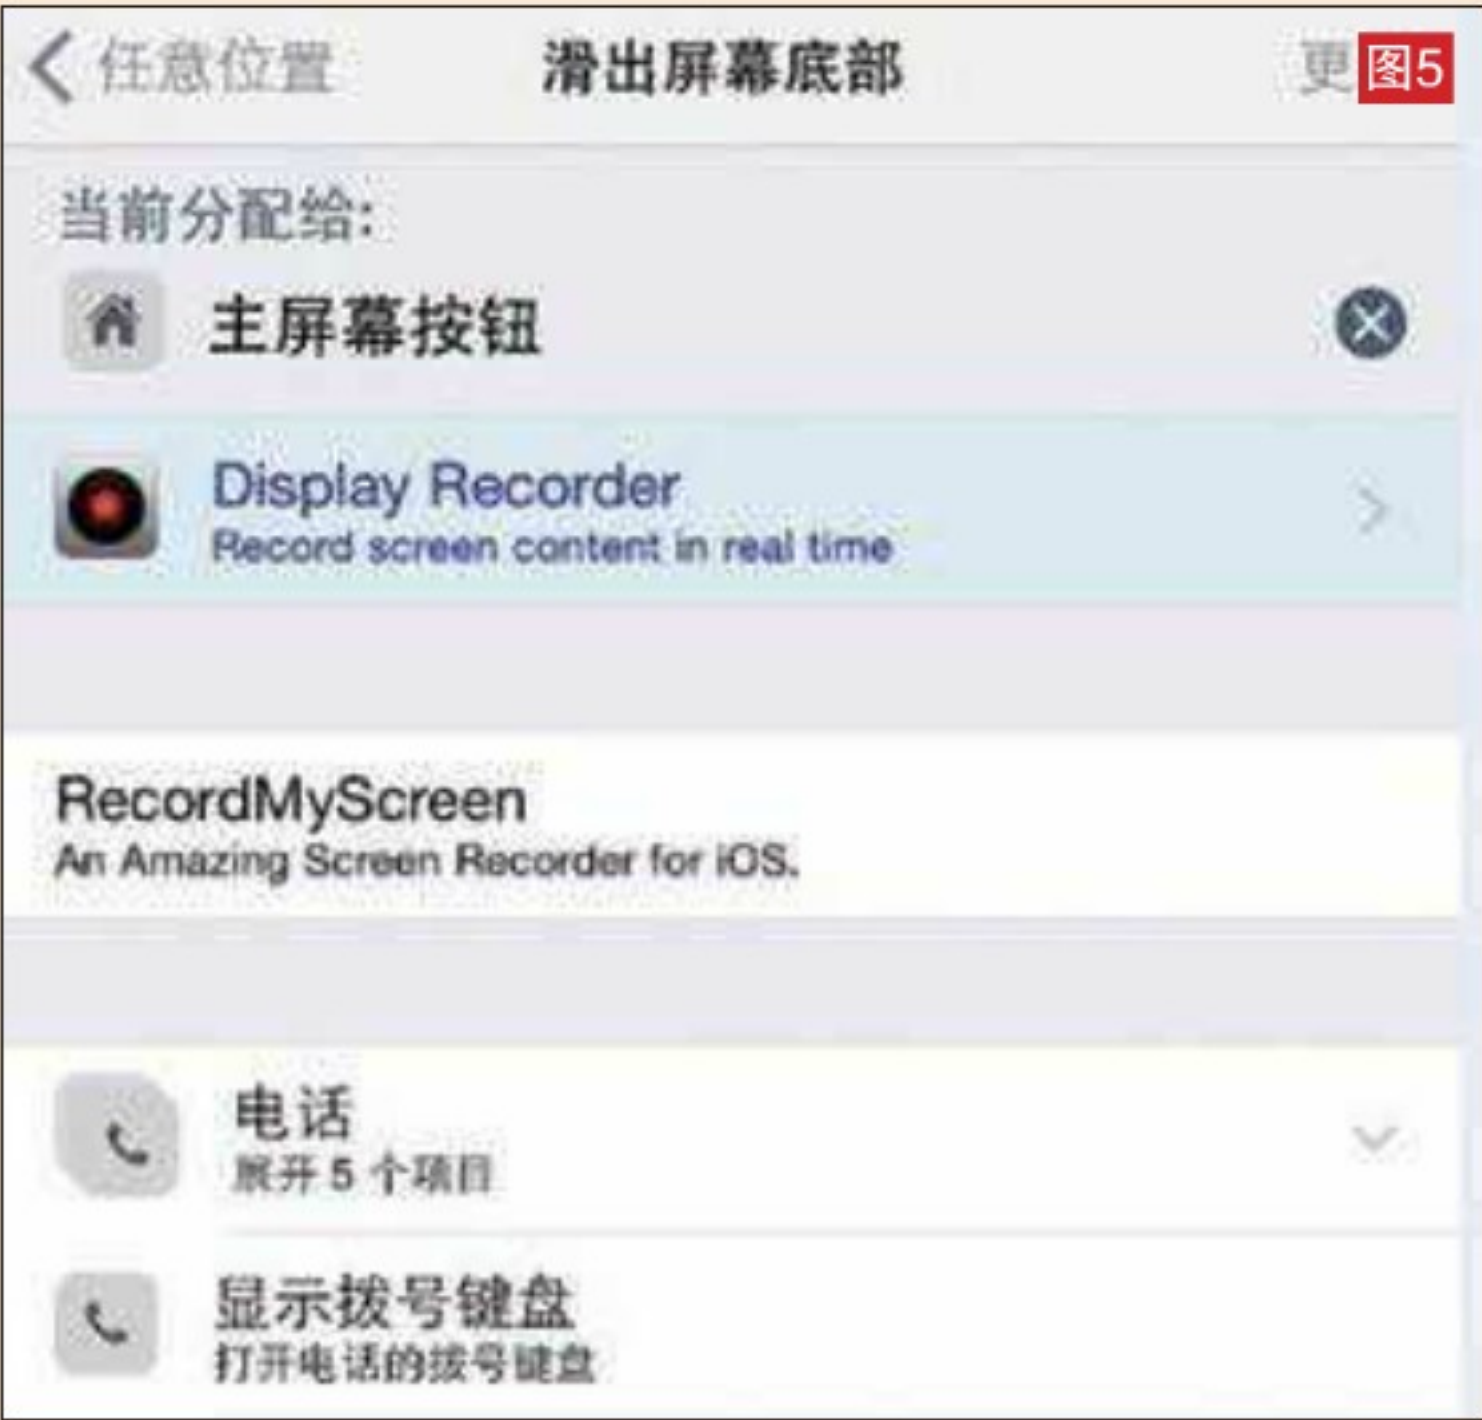 任意位置
滑出屏幕底部
更
图5
当前分配给:
主屏幕按钮
Display Recorder
Record screen content in real time
RecordMyScreen
An Amazing Screen Recorder for iOS.
电话
展开 5 个项目
显示拨号键盘
打开电话的拨号键盘